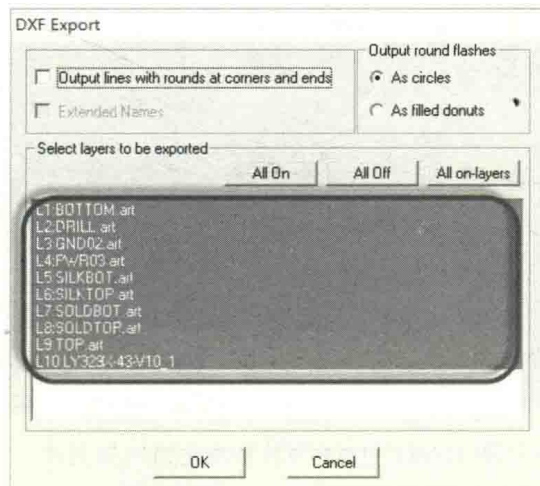 DXF Export
Output round flashes
Output lines with rounds at corners and ends
As circles
Extended Names
As filled donuts
Select layers to be exported
All On
All Off
All on-layers
L1:BOTTOM.art
L2:DRILL.art
L3:GND02.art
L4:PWR03.art
L5:SILKBOT.art
L6:SILKTOP.art
L7:SOLDBOT.art
L8:SOLDTOP.art
L9:TOP.art
OK
Cancel